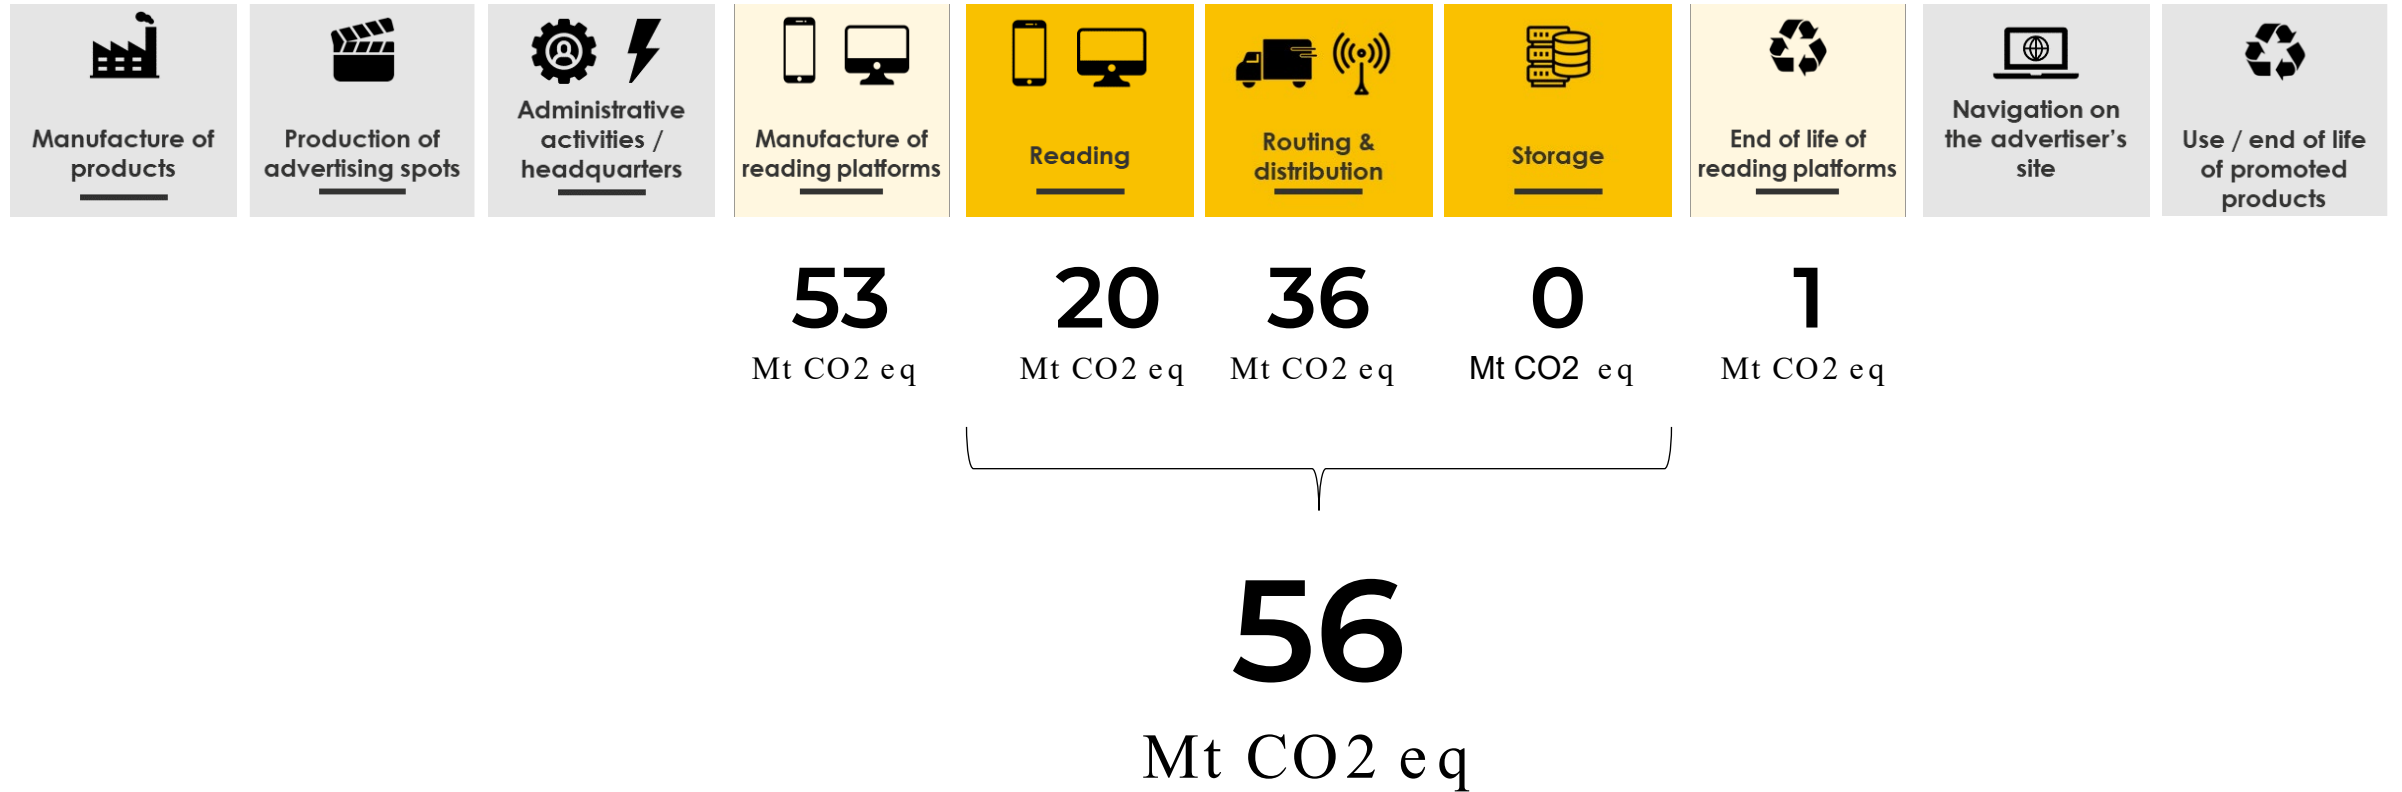 Manufacture of
products
Production of
advertising spots
Administrative
activities /
headquarters
Manufacture of
reading platforms
Reading
Routing &
distribution
Storage
End of life of
reading platforms
Navigation on
the advertiser's
site
Use / end of life
of promoted
products
53
Mt CO2 eq
20
Mt CO2 eq
36
Mt CO2 eq
0
Mt CO2 eq
1
Mt CO2 eq
56
Mt CO2 eq